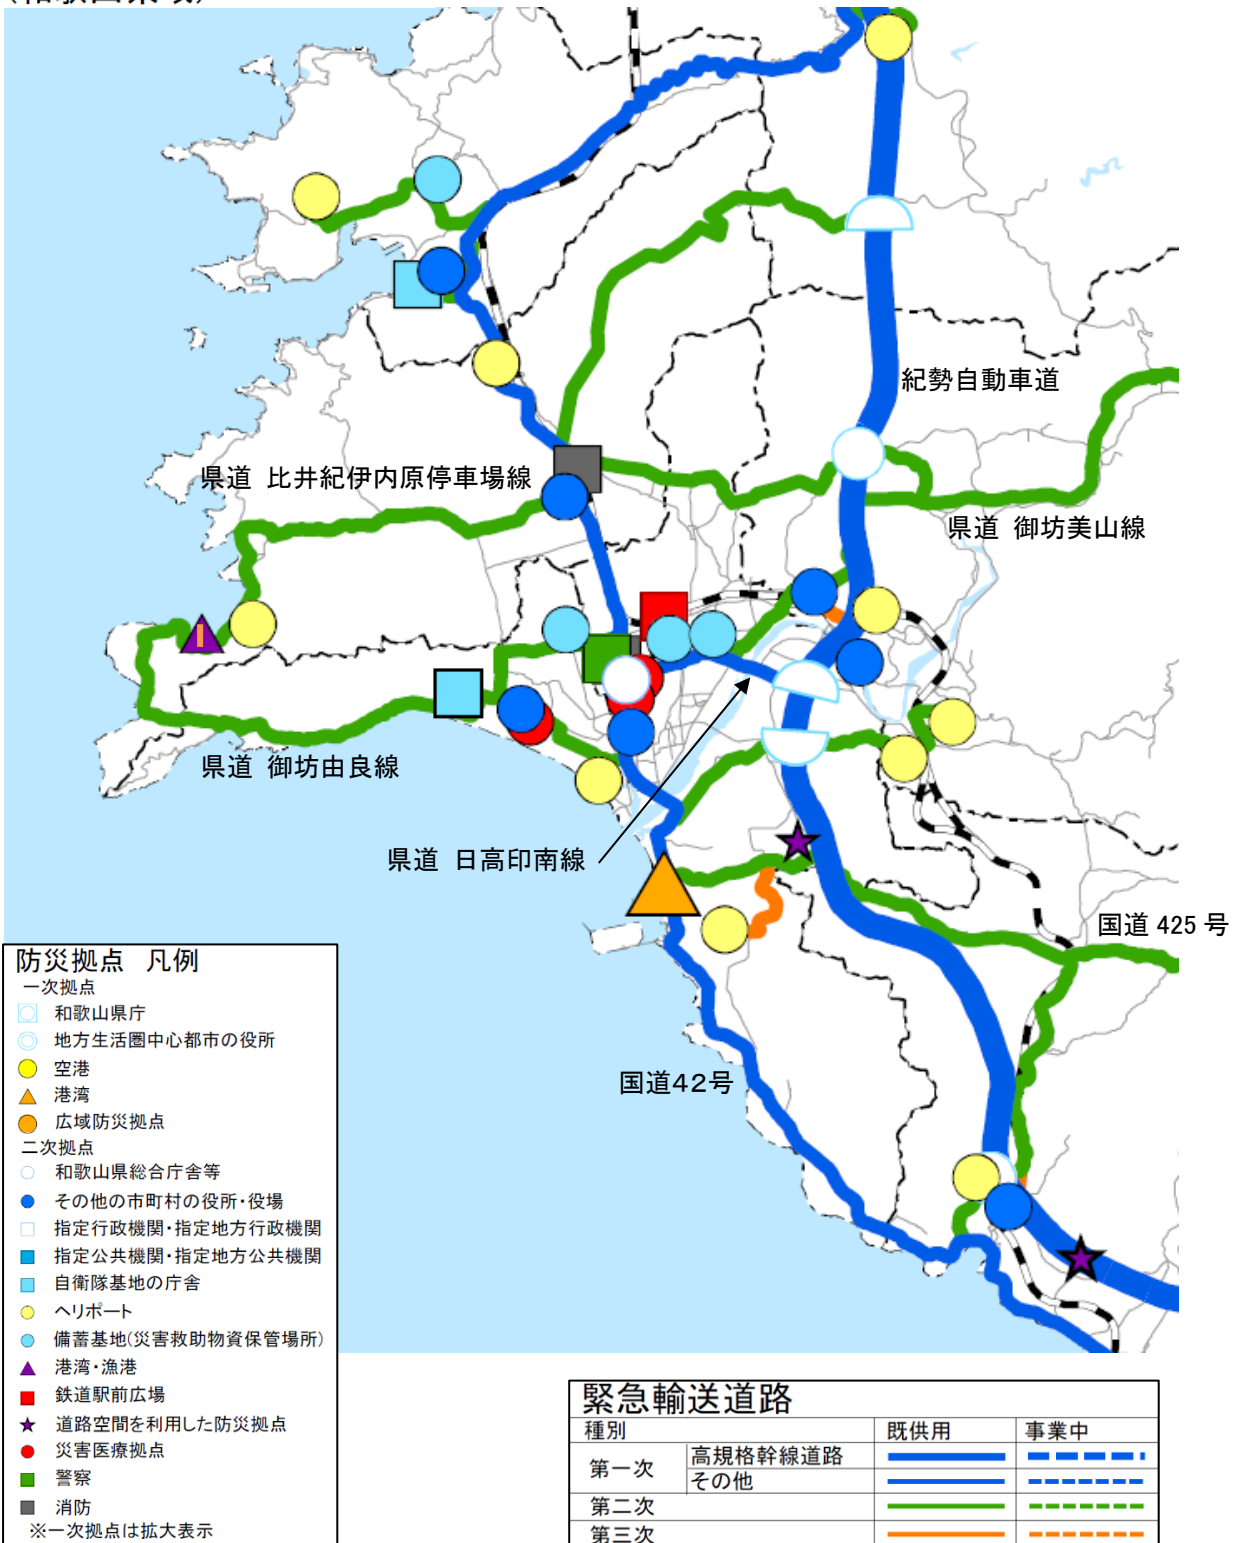 (和歌山県域)
紀勢自動車道
県道 比井紀伊内原停車場線
県道 御坊美山線
県道 御坊由良線
県道 日高印南線
国道 425 号
国道42号
防災拠点 凡例
一次拠点
和歌山県庁
地方生活圏中心都市の役所
空港
港湾
広域防災拠点
二次拠点
和歌山県総合庁舎等
その他の市町村の役所・役場
指定行政機関・指定地方行政機関
指定公共機関・指定地方公共機関
自衛隊基地の庁舎
ヘリポート
備蓄基地(災害救助物資保管場所)
港湾・漁港
鉄道駅前広場
道路空間を利用した防災拠点
災害医療拠点
警察
消防
※一次拠点は拡大表示
緊急輸送道路
種別 既供用 事業中
第一次 高規格幹線道路
その他
第二次
第三次